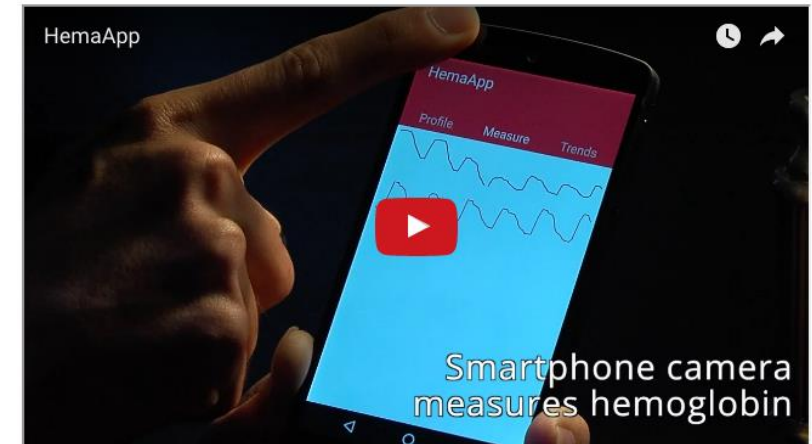 HemaApp
HemaApp
Profile Measure Trends
Smartphone camera
measures hemoglobin